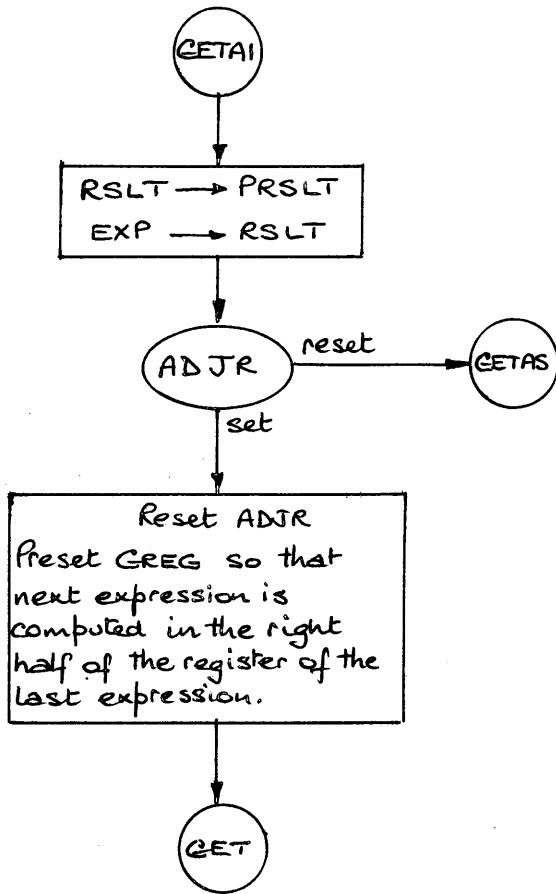 GETA1
RSLT → PRSLT
EXP → RSLT
ADJR
reset
GETAS
set
Reset ADJR
Preset GREG so that
next expression is
computed in the right
half of the register of the
last expression.
GET